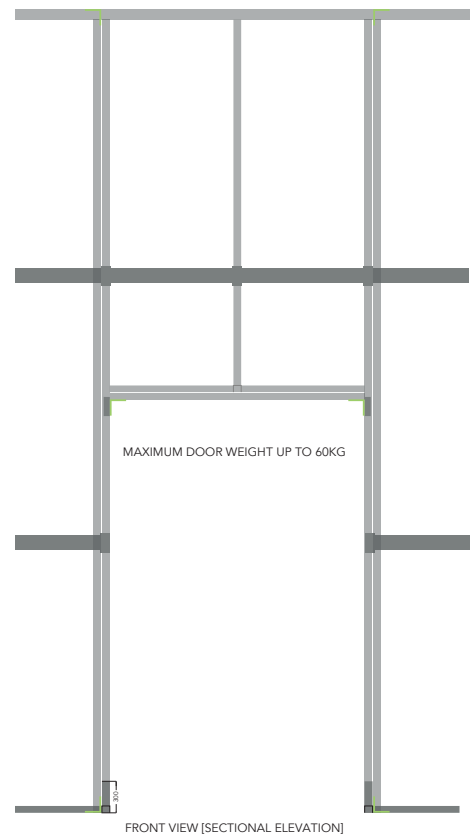 MAXIMUM DOOR WEIGHT UP TO 60KG
300
FRONT VIEW [SECTIONAL ELEVATION]